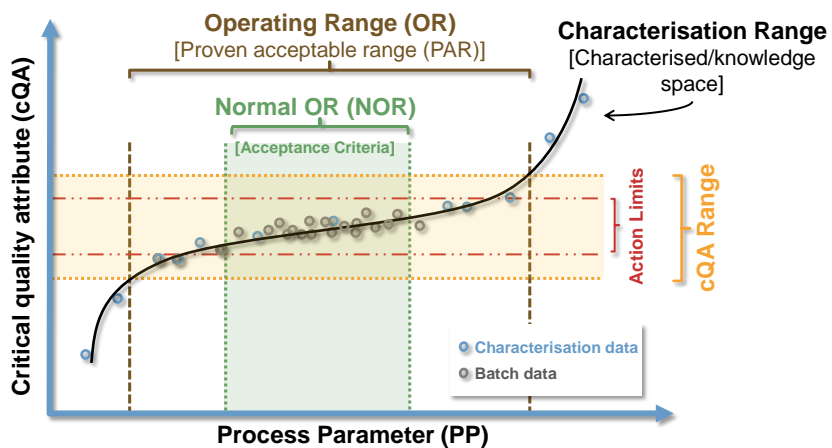 Operating Range (OR)
[Proven acceptable range (PAR)]
Characterisation Range
[Characterised/knowledge
space]
Normal OR (NOR)
[Acceptance Criteria]
Critical quality attribute (cQA)
Action Limits
cQA Range
Characterisation data
Batch data
Process Parameter (PP)